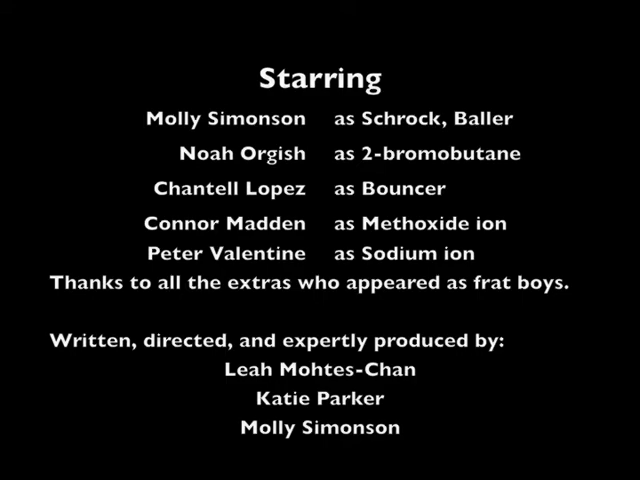 Starring
Molly Simonson as Schrock, Baller
Noah Orgish as 2-bromobutane
Chantell Lopez as Bouncer
Connor Madden as Methoxide ion
Peter Valentine as Sodium ion
Thanks to all the extras who appeared as frat boys.
Written, directed, and expertly produced by:
Leah Mohtes-Chan
Katie Parker
Molly Simonson